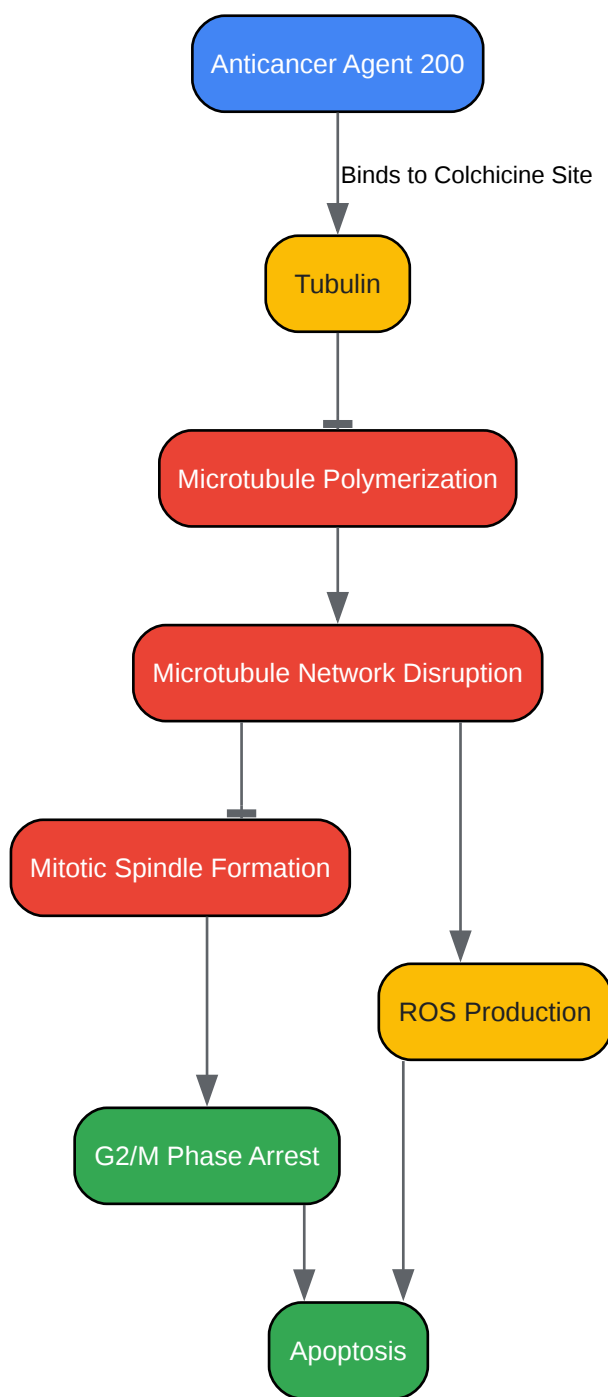 Anticancer Agent 200
Binds to Colchicine Site
Tubulin
Microtubule Polymerization
Microtubule Network Disruption
Mitotic Spindle Formation
ROS Production
G2/M Phase Arrest
Apoptosis